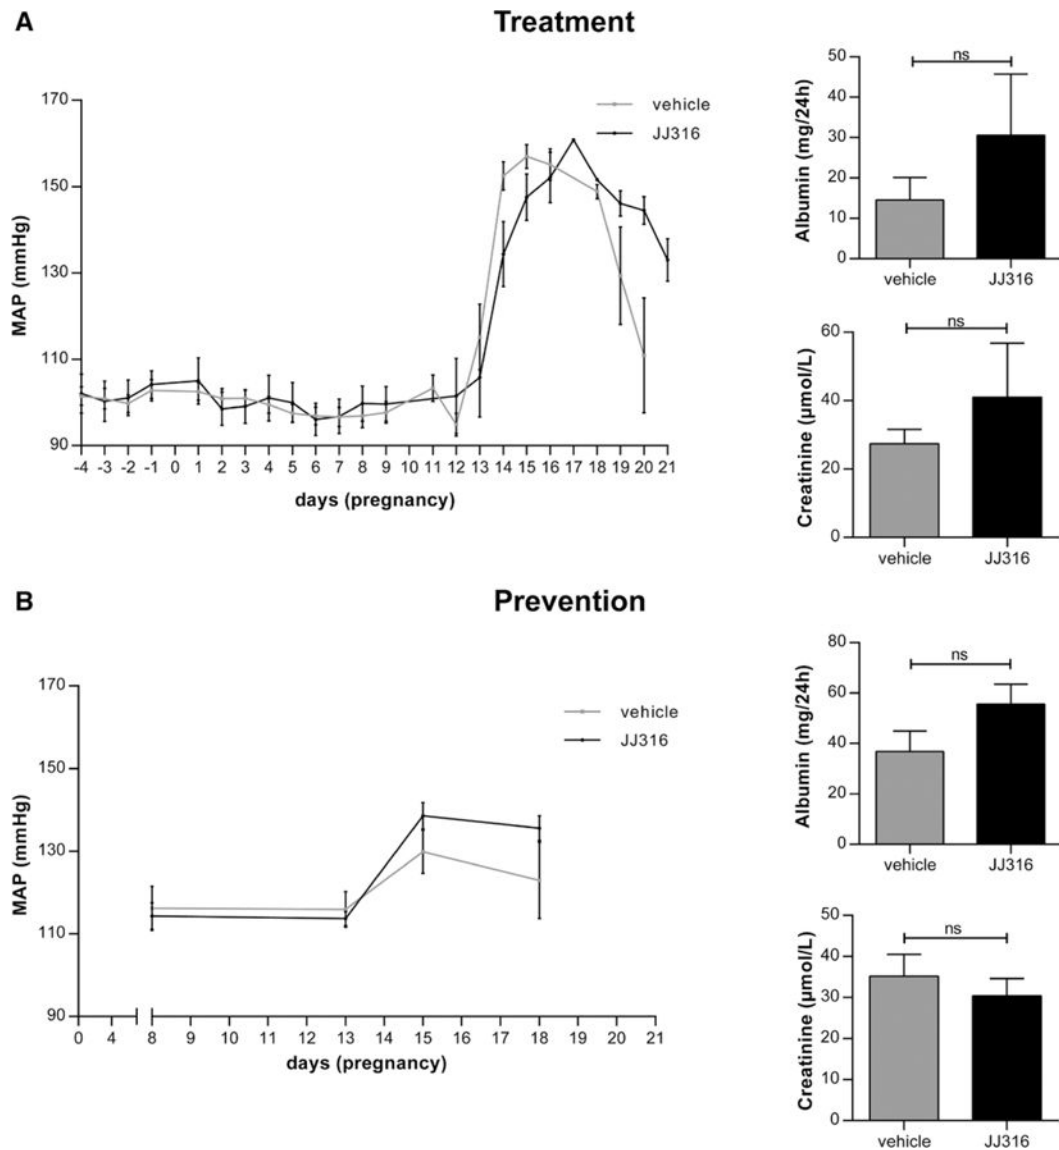 A
Treatment
170
150
130
110
90
MAP (mmHg)
vehicle
JJ316
-4 -3 -2 -1 0 1 2 3 4 5 6 7 8 9 10 11 12 13 14 15 16 17 18 19 20 21
days (pregnancy)
50
40
30
20
10
0
Albumin (mg/24h)
ns
vehicle JJ316
60
40
20
0
Creatinine (µmol/L)
ns
vehicle JJ316
B
Prevention
170
150
130
110
90
MAP (mmHg)
vehicle
JJ316
0 4 8 9 10 11 12 13 14 15 16 17 18 19 20 21
days (pregnancy)
80
60
40
20
0
Albumin (mg/24h)
ns
vehicle JJ316
50
40
30
20
10
0
Creatinine (µmol/L)
ns
vehicle JJ316